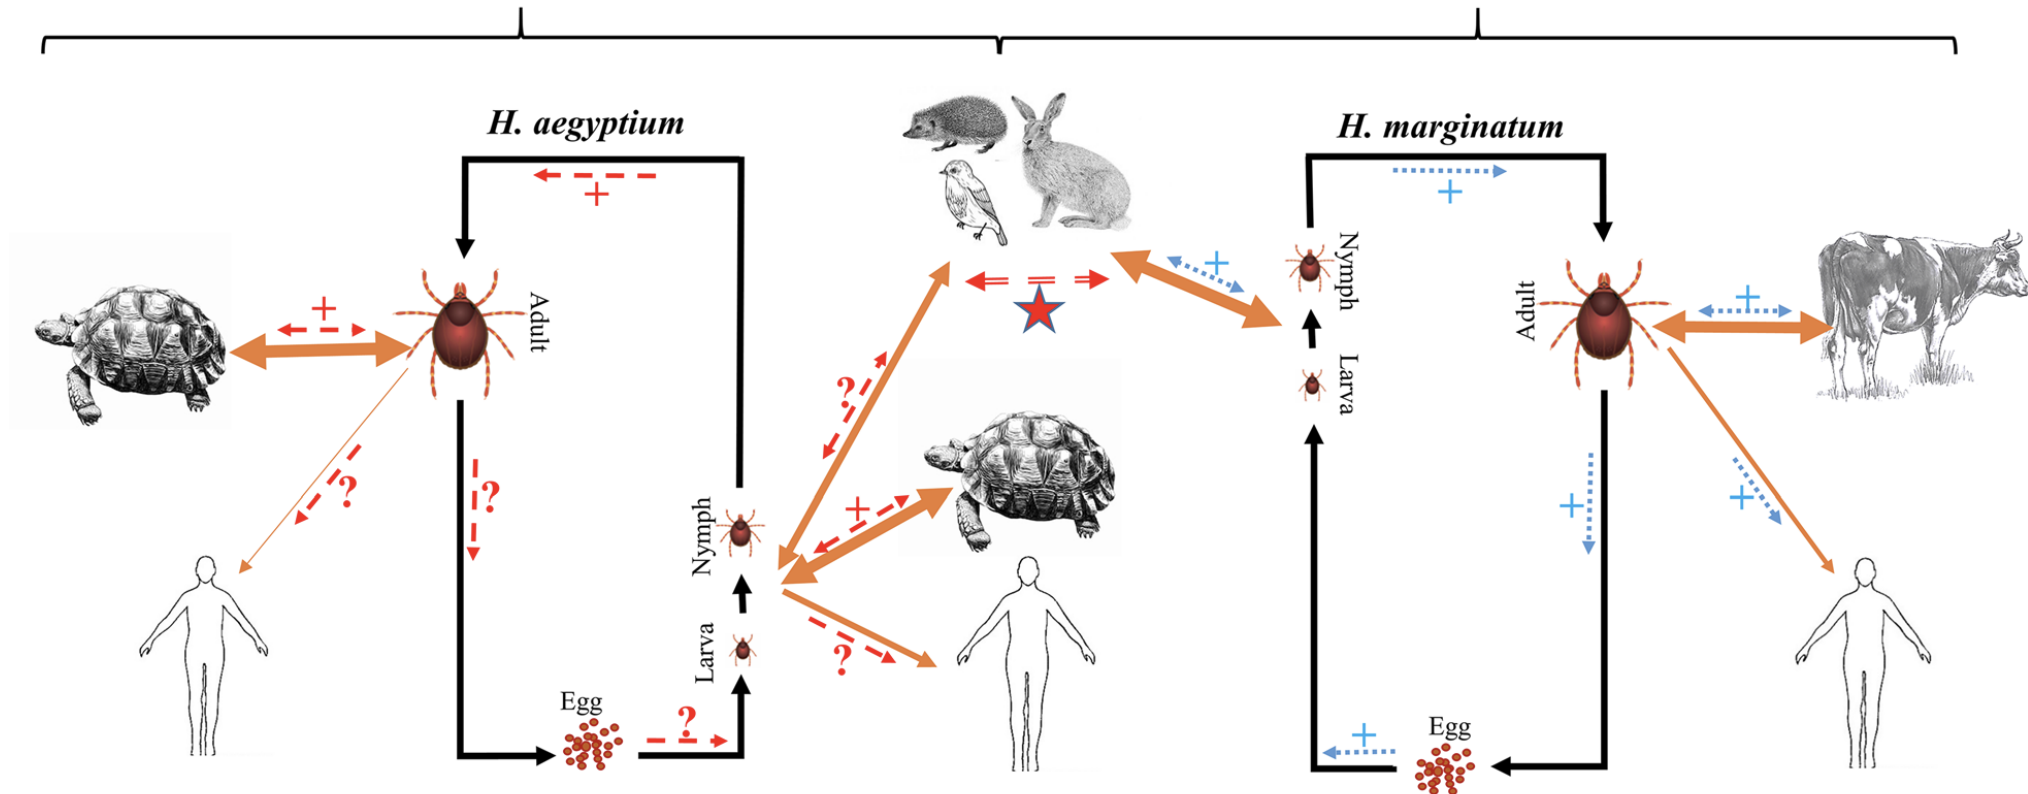 H. aegyptium
H. marginatum
+
+
+
Adult
?
?
Nymph
Larva
Egg
?
?
+
?
+
Nymph
Larva
Adult
+
+
+
+
Egg